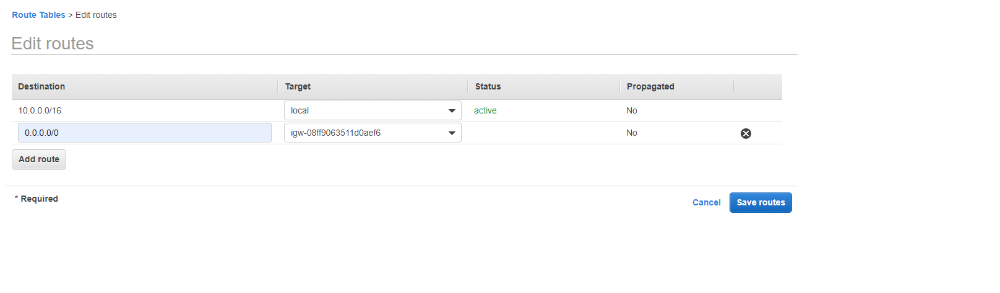 Route Tables > Edit routes
Edit routes
Destination Target Status Propagated
10.0.0.0/16 local active No
0.0.0.0/0 igw-08ff9063511d0aef6 No
Add route
* Required
Cancel Save routes